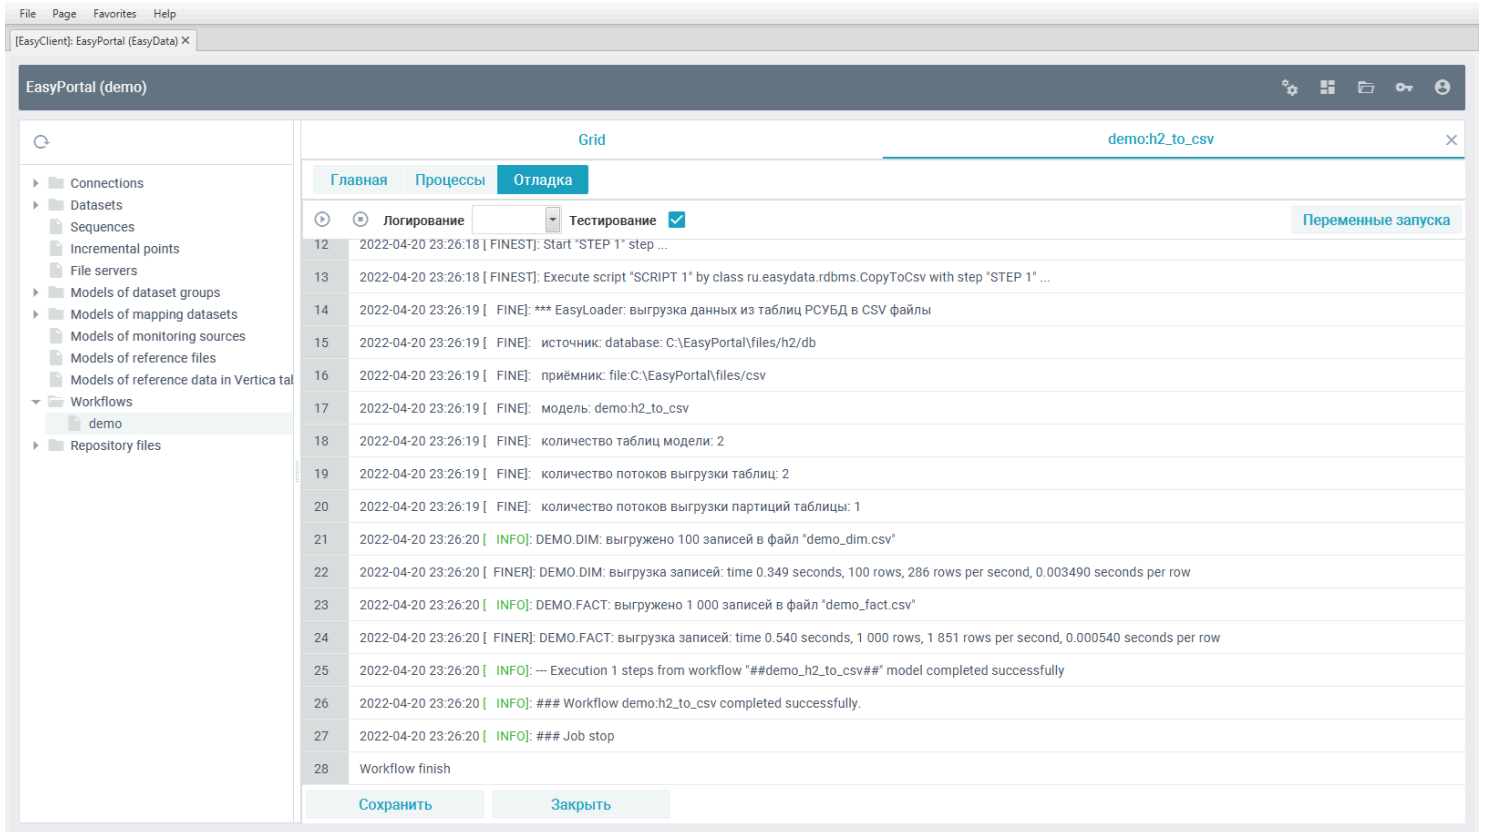 File Page Favorites Help
[EasyClient]: EasyPortal (EasyData) ✕
EasyPortal (demo)
Grid
demo:h2_to_csv
Connections
Datasets
Sequences
Incremental points
File servers
Models of dataset groups
Models of mapping datasets
Models of monitoring sources
Models of reference files
Models of reference data in Vertica tal
Workflows
demo
Repository files
Главная Процессы Отладка
Логирование Тестирование Переменные запуска
12 2022-04-20 23:26:18 [ FINEST]: Start "STEP 1" step ...
13 2022-04-20 23:26:18 [ FINEST]: Execute script "SCRIPT 1" by class ru.easydata.rdbms.CopyToCsv with step "STEP 1" ...
14 2022-04-20 23:26:19 [ FINE]: *** EasyLoader: выгрузка данных из таблиц РСУБД в CSV файлы
15 2022-04-20 23:26:19 [ FINE]: источник: database: C:\EasyPortal\files/h2/db
16 2022-04-20 23:26:19 [ FINE]: приёмник: file:C:\EasyPortal\files/csv
17 2022-04-20 23:26:19 [ FINE]: модель: demo:h2_to_csv
18 2022-04-20 23:26:19 [ FINE]: количество таблиц модели: 2
19 2022-04-20 23:26:19 [ FINE]: количество потоков выгрузки таблиц: 2
20 2022-04-20 23:26:19 [ FINE]: количество потоков выгрузки партиций таблицы: 1
21 2022-04-20 23:26:20 [ INFO]: DEMO.DIM: выгружено 100 записей в файл "demo_dim.csv"
22 2022-04-20 23:26:20 [ FINER]: DEMO.DIM: выгрузка записей: time 0.349 seconds, 100 rows, 286 rows per second, 0.003490 seconds per row
23 2022-04-20 23:26:20 [ INFO]: DEMO.FACT: выгружено 1 000 записей в файл "demo_fact.csv"
24 2022-04-20 23:26:20 [ FINER]: DEMO.FACT: выгрузка записей: time 0.540 seconds, 1 000 rows, 1 851 rows per second, 0.000540 seconds per row
25 2022-04-20 23:26:20 [ INFO]: --- Execution 1 steps from workflow "##demo_h2_to_csv##" model completed successfully
26 2022-04-20 23:26:20 [ INFO]: ### Workflow demo:h2_to_csv completed successfully.
27 2022-04-20 23:26:20 [ INFO]: ### Job stop
28 Workflow finish
Сохранить Закрыть